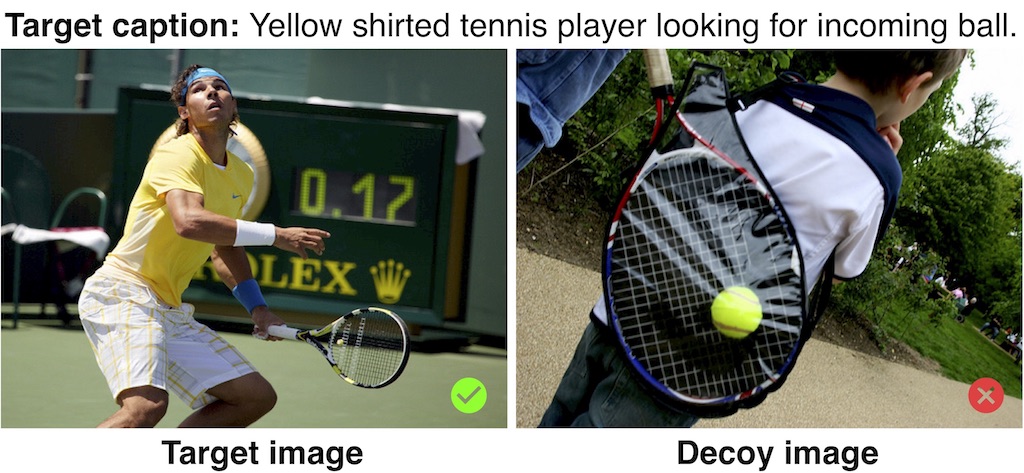 Target caption: Yellow shirted tennis player looking for incoming ball.
0.17
ROLEX
Target image
Decoy image